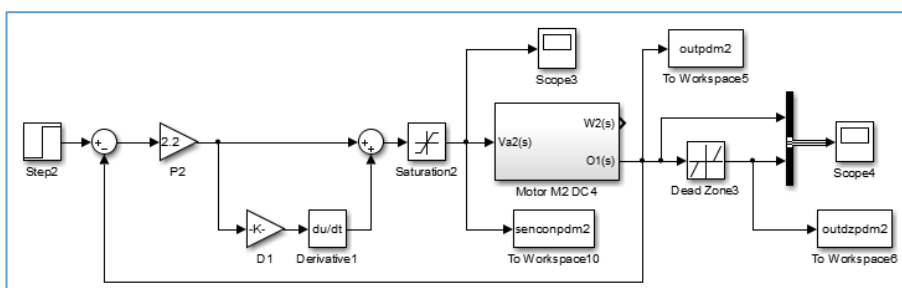 outpdm2
To Workspace5
Scope3
Step2
2.2
P2
Saturation2
Va2(s)
W2(s)
O1(s)
Motor M2 DC4
Dead Zone3
Scope4
-K-
D1
du/dt
Derivative1
senconpdm2
To Workspace10
outdzpdm2
To Workspace6